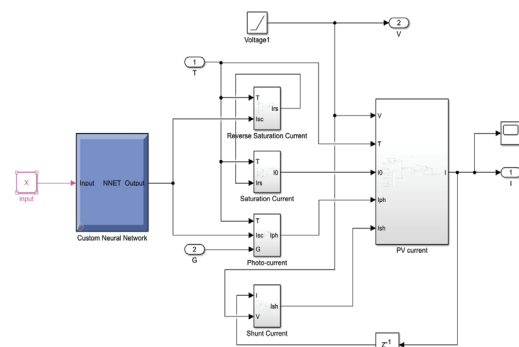 Voltage1
2
V
1
T
T
Isc
Irs
Reverse Saturation Current
V
T
I0
Iph
Ish
I
PV current
1
I
X
input
Input
NNET Output
Custom Neural Network
T
Irs
I0
Saturation Current
T
Isc
G
Iph
Photo-current
2
G
I
V
Ish
Shunt Current
Z-1